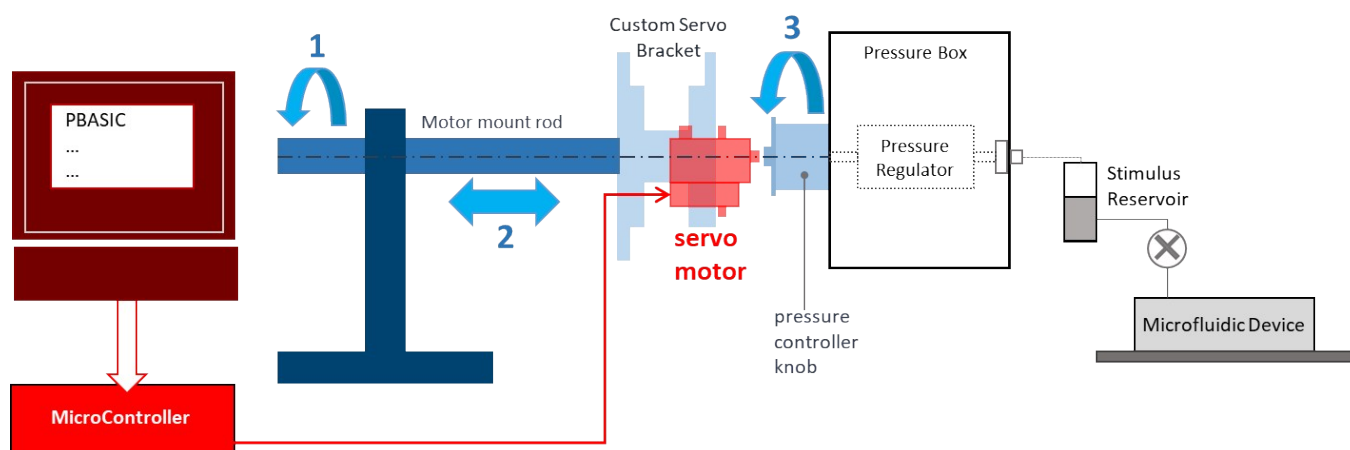 PBASIC
...
...
MicroController
1
Motor mount rod
2
Custom Servo
Bracket
servo
motor
3
pressure
controller
knob
Pressure Box
Pressure
Regulator
Stimulus
Reservoir
Microfluidic Device